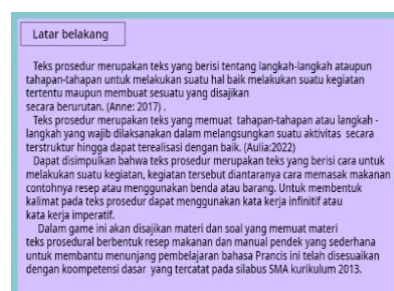 Latar belakang
Teks prosedur merupakan teks yang berisi tentang langkah-langkah ataupun
tahapan-tahapan untuk melakukan suatu hal baik melakukan suatu kegiatan
tertentu maupun membuat sesuatu yang disajikan
secara berurutan. (Anne: 2017) .
Teks prosedur merupakan teks yang memuat tahapan-tahapan atau langkah -
langkah yang wajib dilaksanakan dalam melangsungkan suatu aktivitas secara
terstruktur hingga dapat terealisasi dengan baik. (Aulia:2022)
Dapat disimpulkan bahwa teks prosedur merupakan teks yang berisi cara untuk
melakukan suatu kegiatan, kegiatan tersebut diantaranya cara memasak makanan
contohnya resep atau menggunakan benda atau barang. Untuk membentuk
kalimat pada teks prosedur dapat menggunakan kata kerja infinitif atau
kata kerja imperatif.
Dalam game ini akan disajikan materi dan soal yang memuat materi
teks prosedural berbentuk resep makanan dan manual pendek yang sederhana
untuk membantu menunjang pembelajaran bahasa Prancis ini telah disesuaikan
dengan koompetensi dasar yang tercatat pada silabus SMA kurikulum 2013.